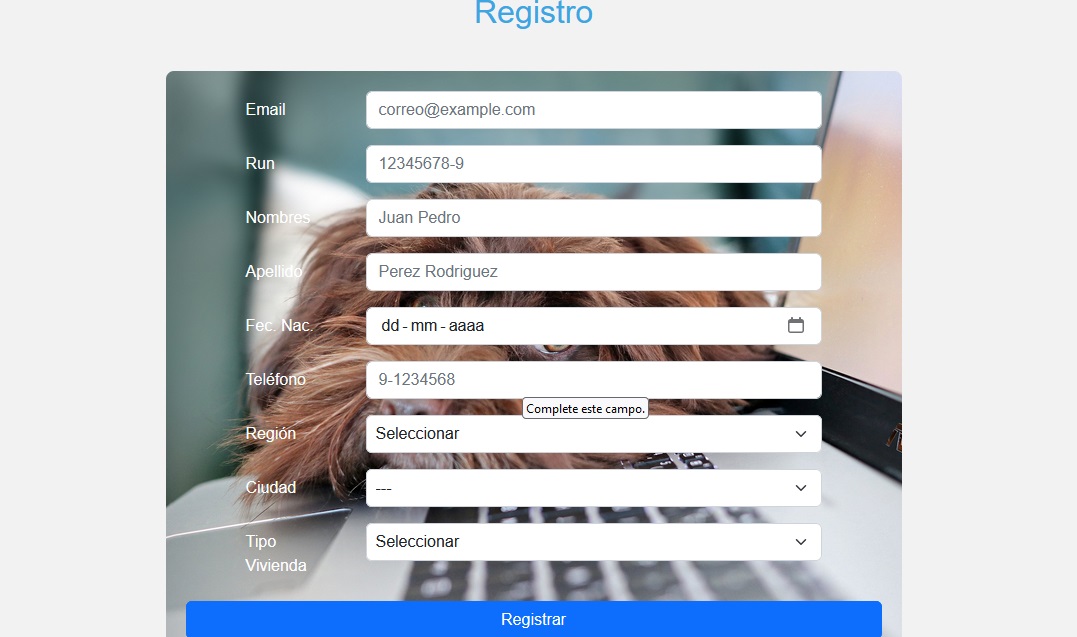 Registro
Email
correo@example.com
Run
12345678-9
Nombres
Juan Pedro
Apellido
Perez Rodriguez
Fec. Nac.
dd-mm-aaaa
Teléfono
9-1234568
Complete este campo.
Región
Seleccionar
Ciudad
---
Tipo
Vivienda
Seleccionar
Registrar